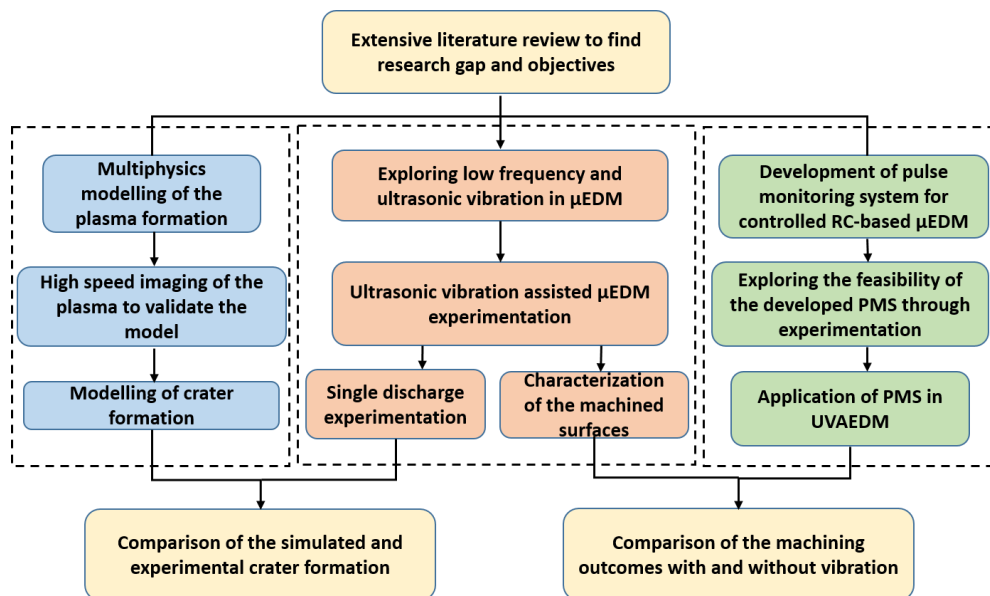 Extensive literature review to find
research gap and objectives
Multiphysics
modelling of the
plasma formation
High speed imaging of the
plasma to validate the
model
Modelling of crater
formation
Exploring low frequency and
ultrasonic vibration in µEDM
Ultrasonic vibration assisted µEDM
experimentation
Single discharge
experimentation
Characterization
of the machined
surfaces
Development of pulse
monitoring system for
controlled RC-based µEDM
Exploring the feasibility of
the developed PMS through
experimentation
Application of PMS in
UVAEDM
Comparison of the simulated and
experimental crater formation
Comparison of the machining
outcomes with and without vibration